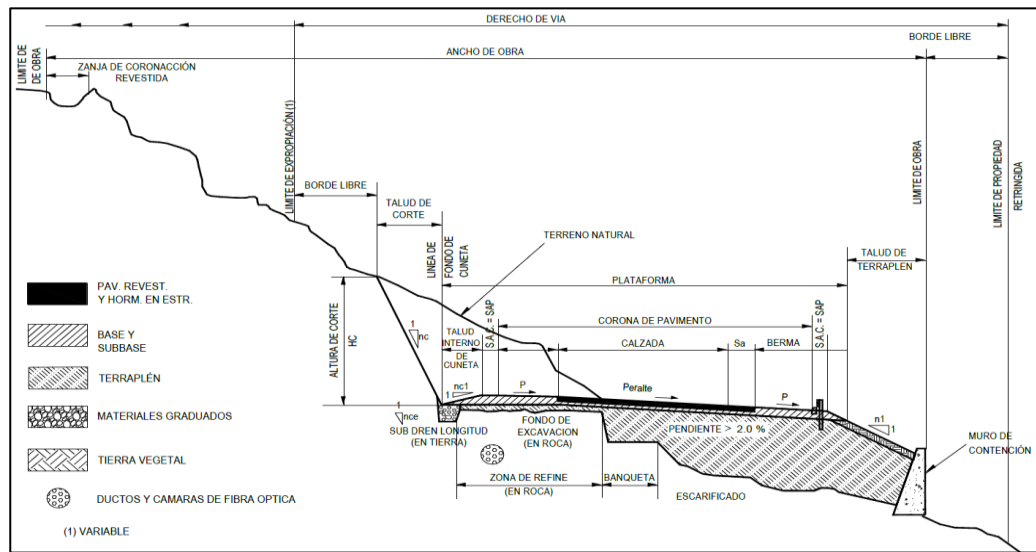 DERECHO DE VIA
BORDE LIBRE
ANCHO DE OBRA
LIMITE DE
DE OBRA
ZANJA DE CORONACCIÓN
REVESTIDA
LIMITE DE EXPROPIACIÓN (1)
BORDE LIBRE
TALUD DE
CORTE
LINEA DE
FONDO DE
CUNETA
TERRENO NATURAL
LIMITE DE OBRA
LIMITE DE PROPIEDAD
RETRINGIDA
TALUD DE
TERRAPLEN
PLATAFORMA
PAV. REVEST.
Y HORM. EN ESTR.
BASE Y
SUBBASE
TERRAPLÉN
MATERIALES GRADUADOS
TIERRA VEGETAL
DUCTOS Y CAMARAS DE FIBRA OPTICA
(1) VARIABLE
ALTURA DE CORTE
HC
1
nc
TALUD
INTERNO
DE CUNETA
S.A.C. = SAP
CORONA DE PAVIMENTO
S.A.C. = SAP
CALZADA
Sa
BERMA
1
nc1
P
Peralte
P
1
nce
SUB DREN LONGITUD
(EN TIERRA)
FONDO DE
EXCAVACION
(EN ROCA)
PENDIENTE > 2.0 %
n1
1
MURO DE
CONTENCIÓN
ZONA DE REFINE
(EN ROCA)
BANQUETA
ESCARIFICADO